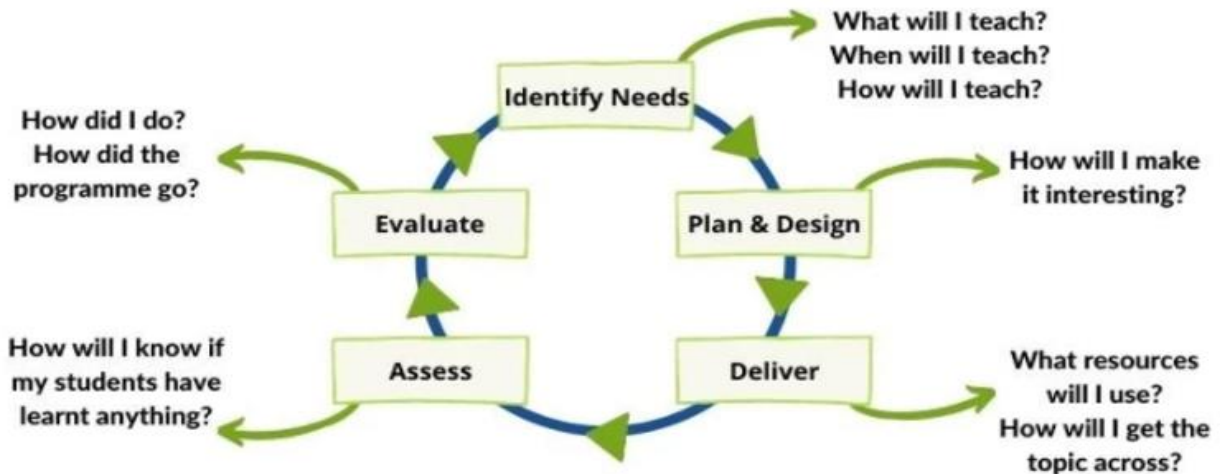 What will I teach?
When will I teach?
How will I teach?
Identify Needs
How did I do?
How did the
programme go?
How will I make
it interesting?
Evaluate
Plan & Design
How will I know if
my students have
learnt anything?
Assess
Deliver
What resources
will I use?
How will I get the
topic across?